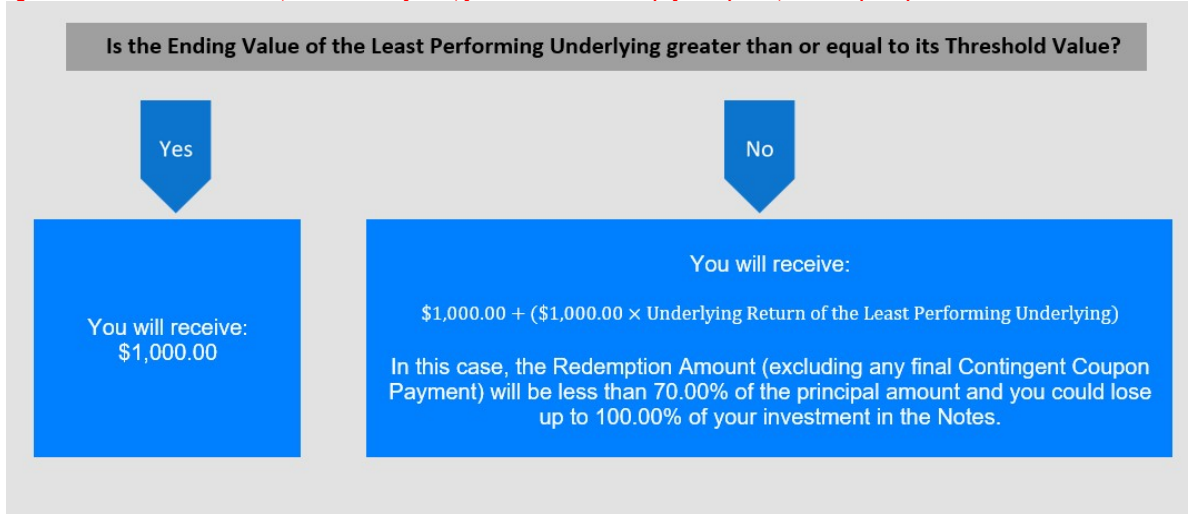 Is the Ending Value of the Least Performing Underlying greater than or equal to its Threshold Value?
Yes
No
You will receive:
$1,000.00
You will receive:
$1,000.00 + ($1,000.00 × Underlying Return of the Least Performing Underlying)
In this case, the Redemption Amount (excluding any final Contingent Coupon
Payment) will be less than 70.00% of the principal amount and you could lose
up to 100.00% of your investment in the Notes.